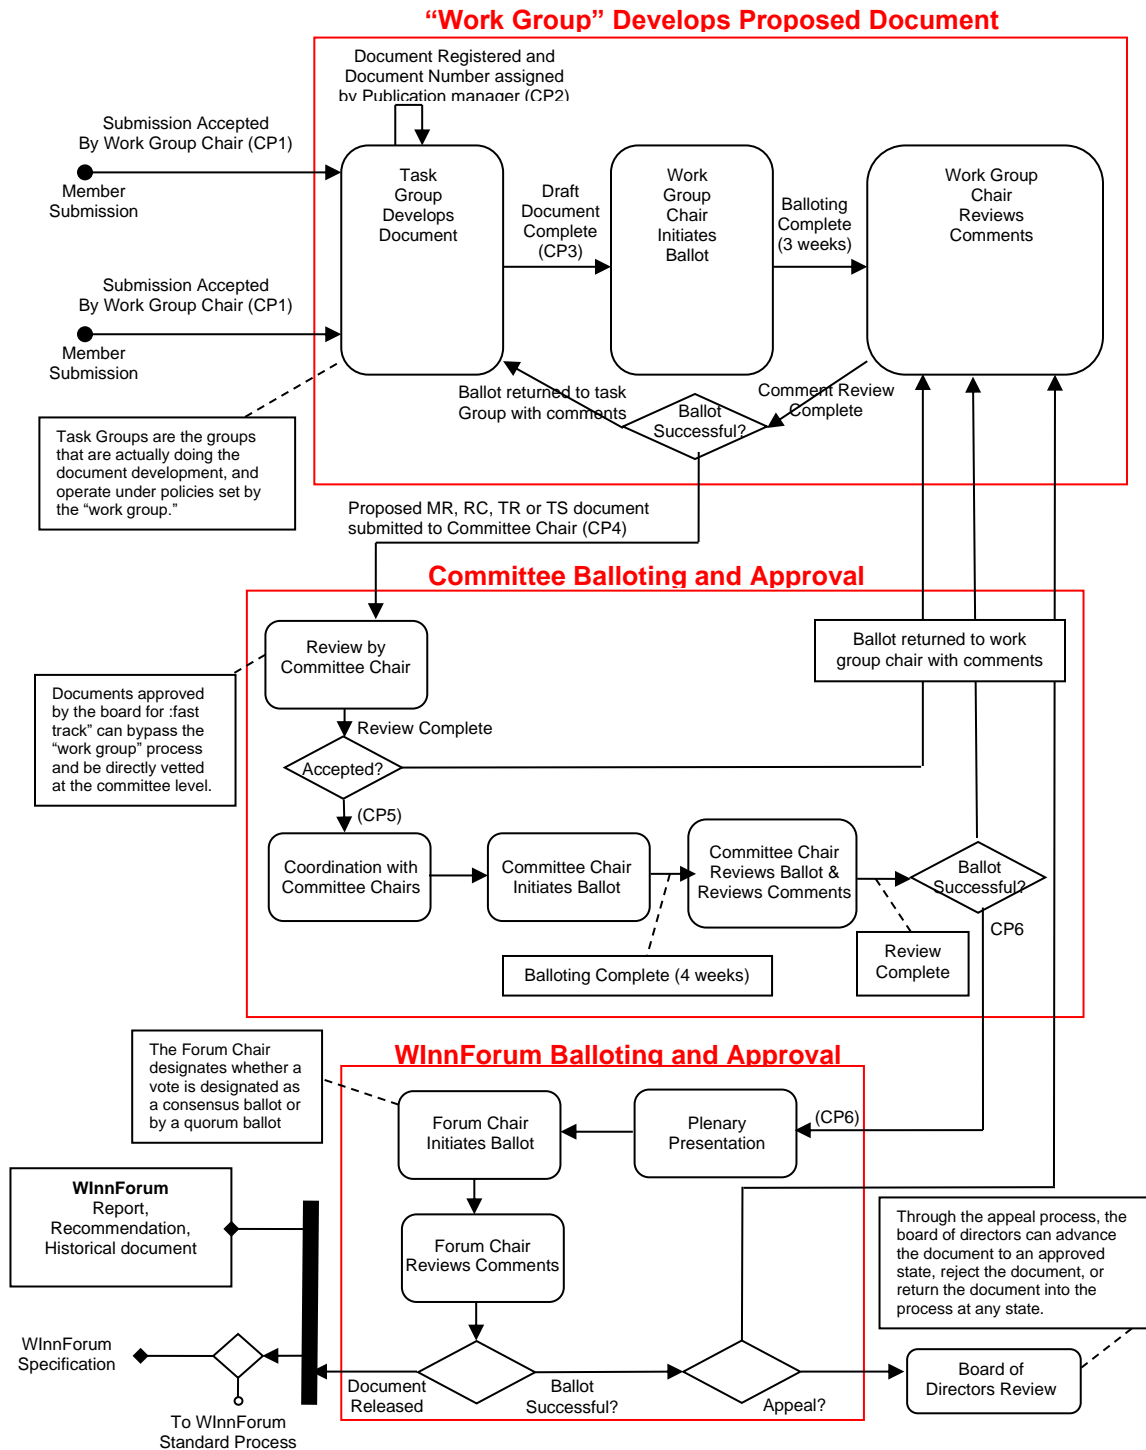 “Work Group” Develops Proposed Document
Document Registered and
Document Number assigned
by Publication manager (CP2)
Submission Accepted
By Work Group Chair (CP1)
Member
Submission
Task
Group
Develops
Document
Draft
Document
Complete
(CP3)
Work
Group
Chair
Initiates
Ballot
Balloting
Complete
(3 weeks)
Work Group
Chair
Reviews
Comments
Submission Accepted
By Work Group Chair (CP1)
Member
Submission
Ballot returned to task
Group with comments
Ballot
Successful?
Comment Review
Complete
Task Groups are the groups
that are actually doing the
document development, and
operate under policies set by
the “work group.”
Proposed MR, RC, TR or TS document
submitted to Committee Chair (CP4)
Committee Balloting and Approval
Review by
Committee Chair
Ballot returned to work
group chair with comments
Documents approved
by the board for :fast
track” can bypass the
“work group” process
and be directly vetted
at the committee level.
Review Complete
Accepted?
(CP5)
Coordination with
Committee Chairs
Committee Chair
Initiates Ballot
Committee Chair
Reviews Ballot &
Reviews Comments
Ballot
Successful?
CP6
Balloting Complete (4 weeks)
Review
Complete
The Forum Chair
designates whether a
vote is designated as
a consensus ballot or
by a quorum ballot
WInnForum Balloting and Approval
Forum Chair
Initiates Ballot
Plenary
Presentation
(CP6)
WInnForum
Report,
Recommendation,
Historical document
Forum Chair
Reviews Comments
Through the appeal process, the
board of directors can advance
the document to an approved
state, reject the document, or
return the document into the
process at any state.
WInnForum
Specification
To WInnForum
Standard Process
Document
Released
Ballot
Successful?
Appeal?
Board of
Directors Review